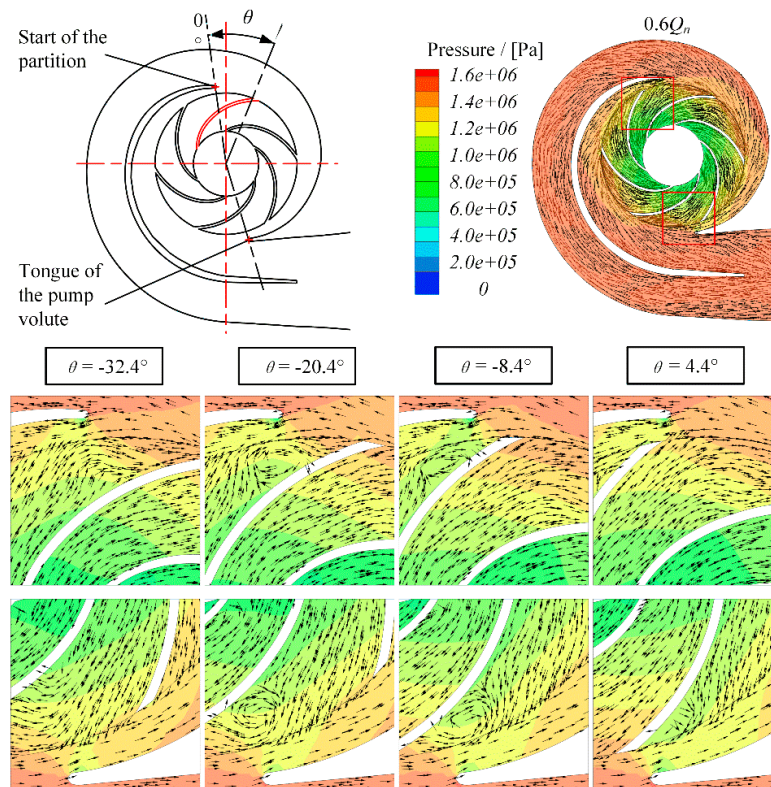 0
°
θ
Start of the
partition
Tongue of
the pump
volute
0.6Qn
Pressure / [Pa]
1.6e+06
1.4e+06
1.2e+06
1.0e+06
8.0e+05
6.0e+05
4.0e+05
2.0e+05
0
θ = -32.4°
θ = -20.4°
θ = -8.4°
θ = 4.4°